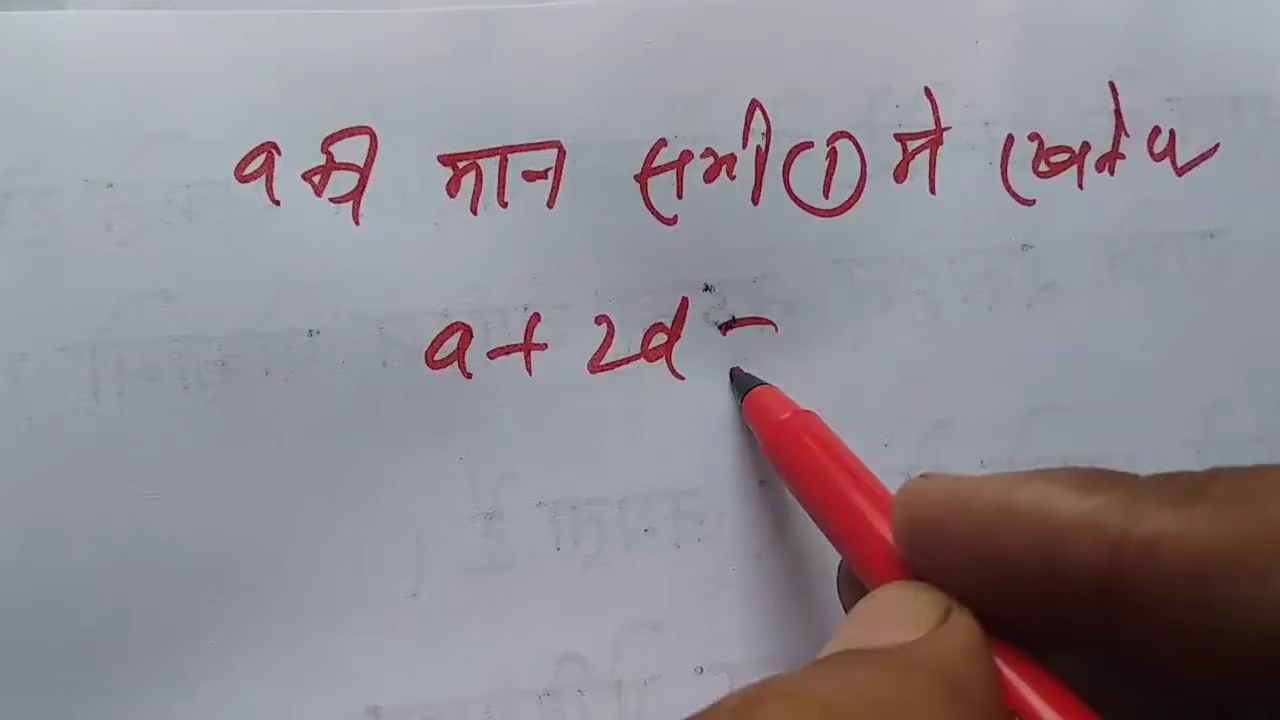 a की मान समी ① में रखने पर
a + 2d =